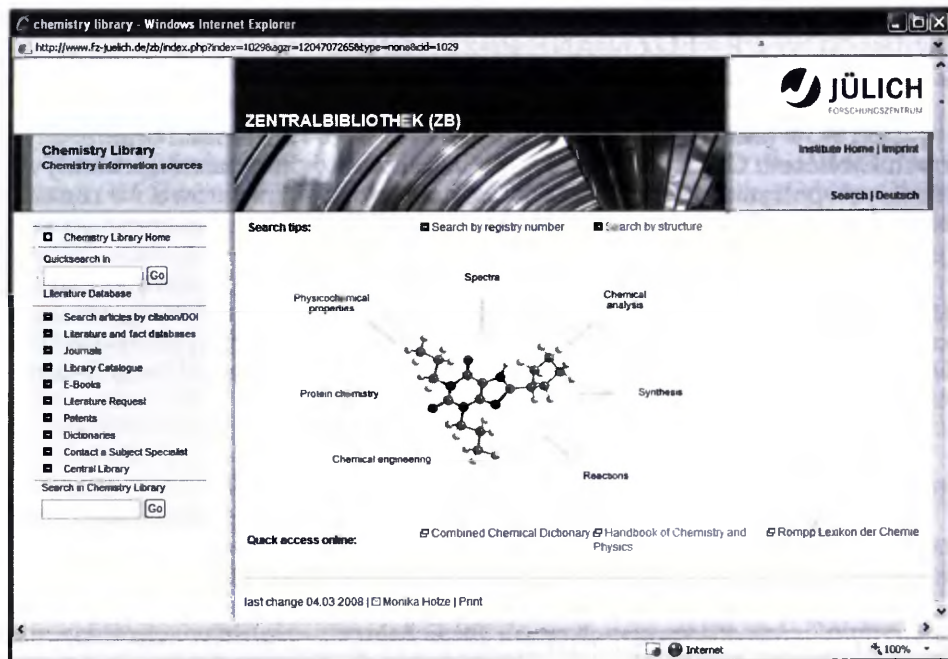 chemistry library - Windows Internet Explorer
http://www.fz-juelich.de/zb/index.php?index=1029&agzr=1204707265&type=none&cid=1029
JÜLICH
FORSCHUNGSZENTRUM
ZENTRALBIBLIOTHEK (ZB)
Chemistry Library
Chemistry information sources
Institute Home | Imprint
Search | Deutsch
Chemistry Library Home
Quicksearch in
Go
Literature Database
Search articles by citation/DOI
Literature and fact databases
Journals
Library Catalogue
E-Books
Literature Request
Patents
Dictionaries
Contact a Subject Specialist
Central Library
Search in Chemistry Library
Go
Search tips:
Search by registry number
Search by structure
Spectra
Physicochemical
properties
Chemical
analysis
Protein chemistry
Synthesis
Chemical engineering
Reactions
Quick access online:
Combined Chemical Dictionary
Handbook of Chemistry and
Physics
Rompp Lexikon der Chemie
last change 04.03.2008 | Monika Hotze | Print
Internet
100%